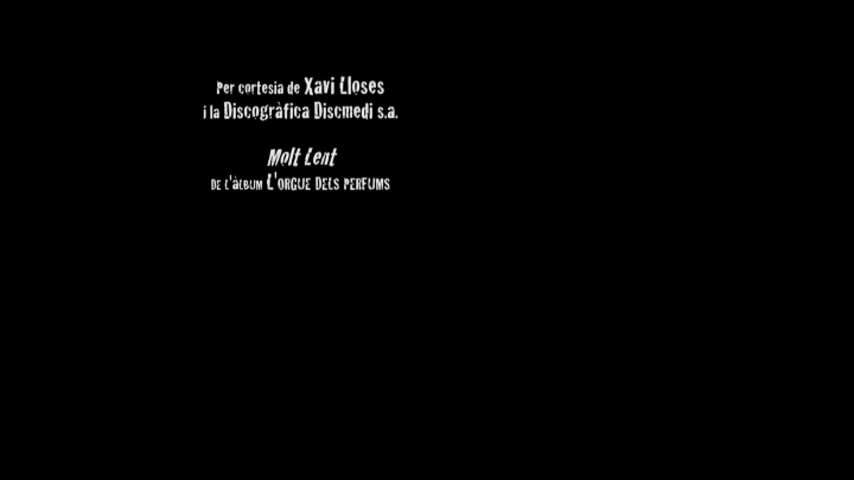 Per cortesia de Xavi Lloses
i la Discogràfica Discmedi s.a.
Molt Lent
DE L'ÀLBUM L'ORGUE DELS PERFUMS